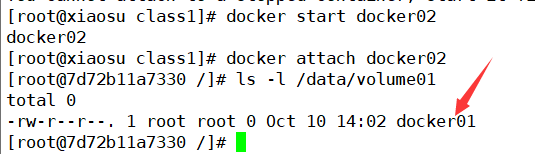 [root@xiaosu class1]# docker start docker02
docker02
[root@xiaosu class1]# docker attach docker02
[root@7d72b11a7330 /]# ls -l /data/volume01
total 0
-rw-r--r--. 1 root root 0 Oct 10 14:02 docker01
[root@7d72b11a7330 /]#